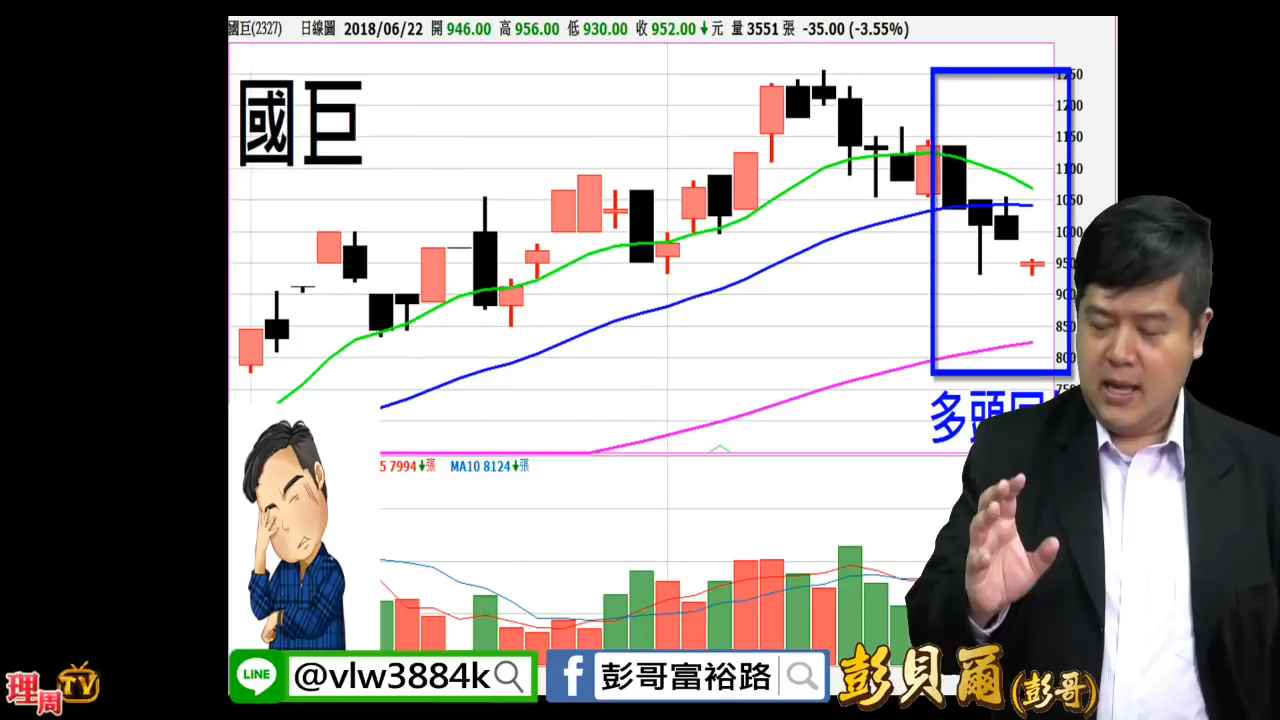 國巨(2327) 日線圖 2018/06/22 開 946.00 高 956.00 低 930.00 收 952.00↓元 量 3551 張 -35.00 (-3.55%)
國巨
1250
1200
1150
1100
1050
1000
950
900
850
800
多頭
5 7994↓張 MA10 8124↓張
LINE @vlw3884k
f 彭哥富裕路
彭貝爾(彭哥)
理周TV